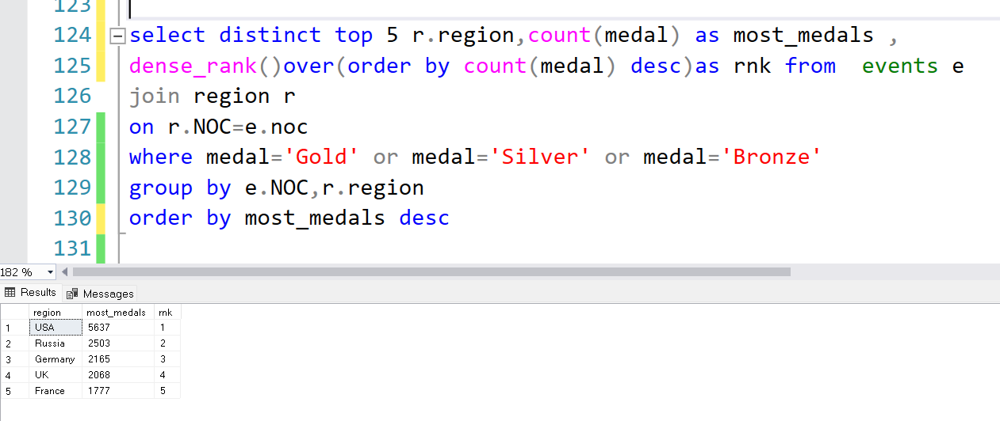 123
124 select distinct top 5 r.region,count(medal) as most_medals ,
125 dense_rank()over(order by count(medal) desc)as rnk from  events e
126 join region r
127 on r.NOC=e.noc
128 where medal='Gold' or medal='Silver' or medal='Bronze'
129 group by e.NOC,r.region
130 order by most_medals desc
131
182 %
Results Messages
region most_medals rnk
1 USA 5637 1
2 Russia 2503 2
3 Germany 2165 3
4 UK 2068 4
5 France 1777 5